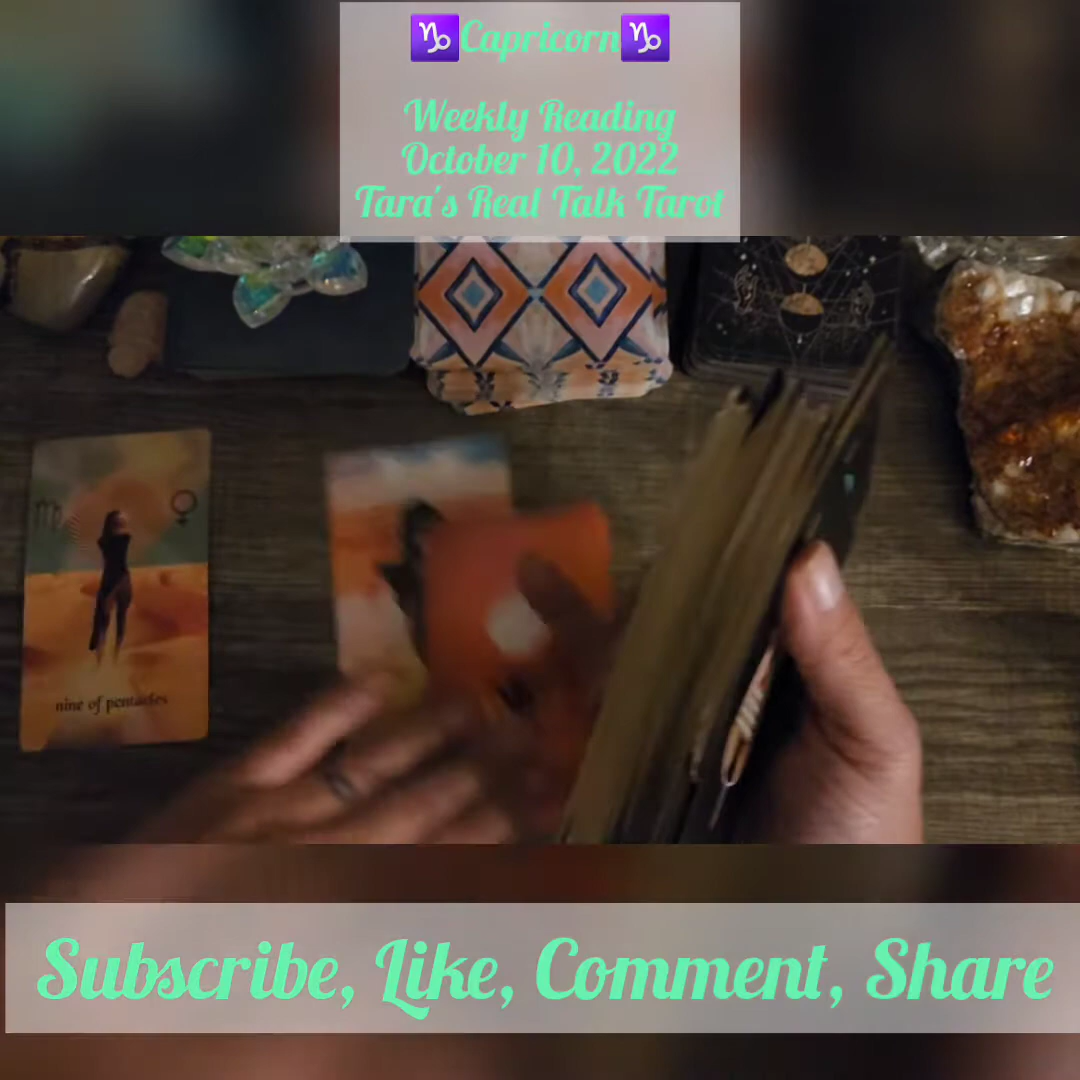 ♑Capricorn♑
Weekly Reading
October 10, 2022
Tara's Real Talk Tarot
nine of pentacles
Subscribe, Like, Comment, Share